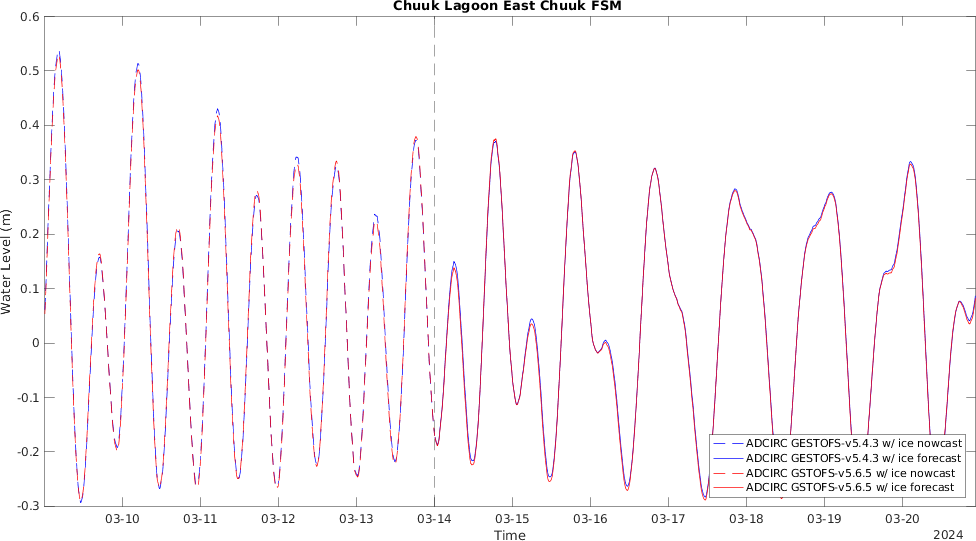 Chuuk Lagoon East Chuuk FSM
0.6
0.5
0.4
0.3
0.2
0.1
0
-0.1
-0.2
-0.3
Water Level (m)
ADCIRC GESTOFS-v5.4.3 w/ ice nowcast
ADCIRC GESTOFS-v5.4.3 w/ ice forecast
ADCIRC GSTOFS-v5.6.5 w/ ice nowcast
ADCIRC GSTOFS-v5.6.5 w/ ice forecast
03-10 03-11 03-12 03-13 03-14 03-15 03-16 03-17 03-18 03-19 03-20
Time
2024